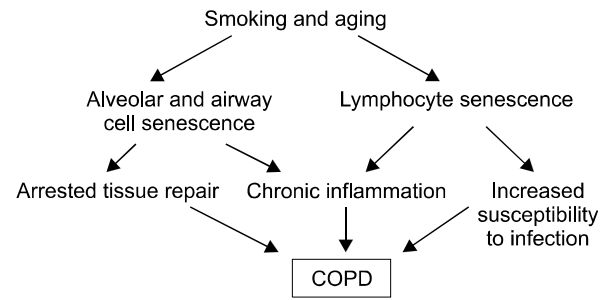 Smoking and aging
Alveolar and airway
cell senescence
Lymphocyte senescence
Arrested tissue repair
Chronic inflammation
Increased
susceptibility
to infection
COPD